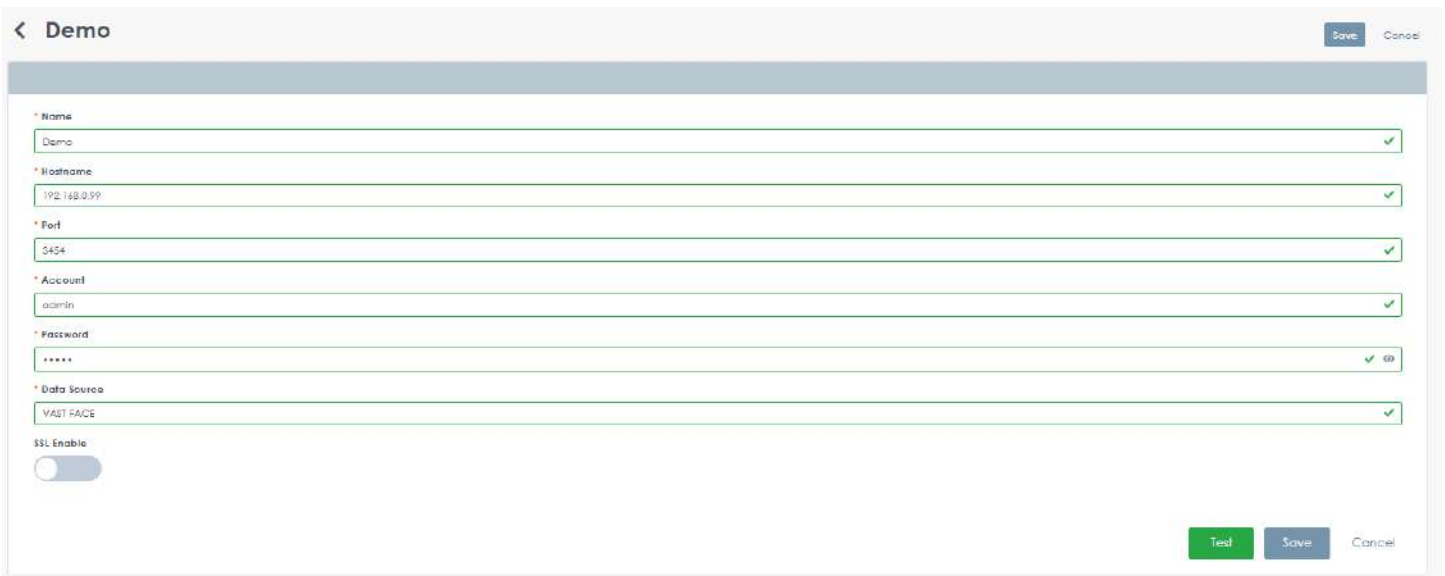 Demo
Save Cancel
* Name
Demo
* Hostname
192.168.0.99
* Port
3454
* Account
admin
* Password
•••••
* Data Source
VAST FACE
SSL Enable
Test Save Cancel